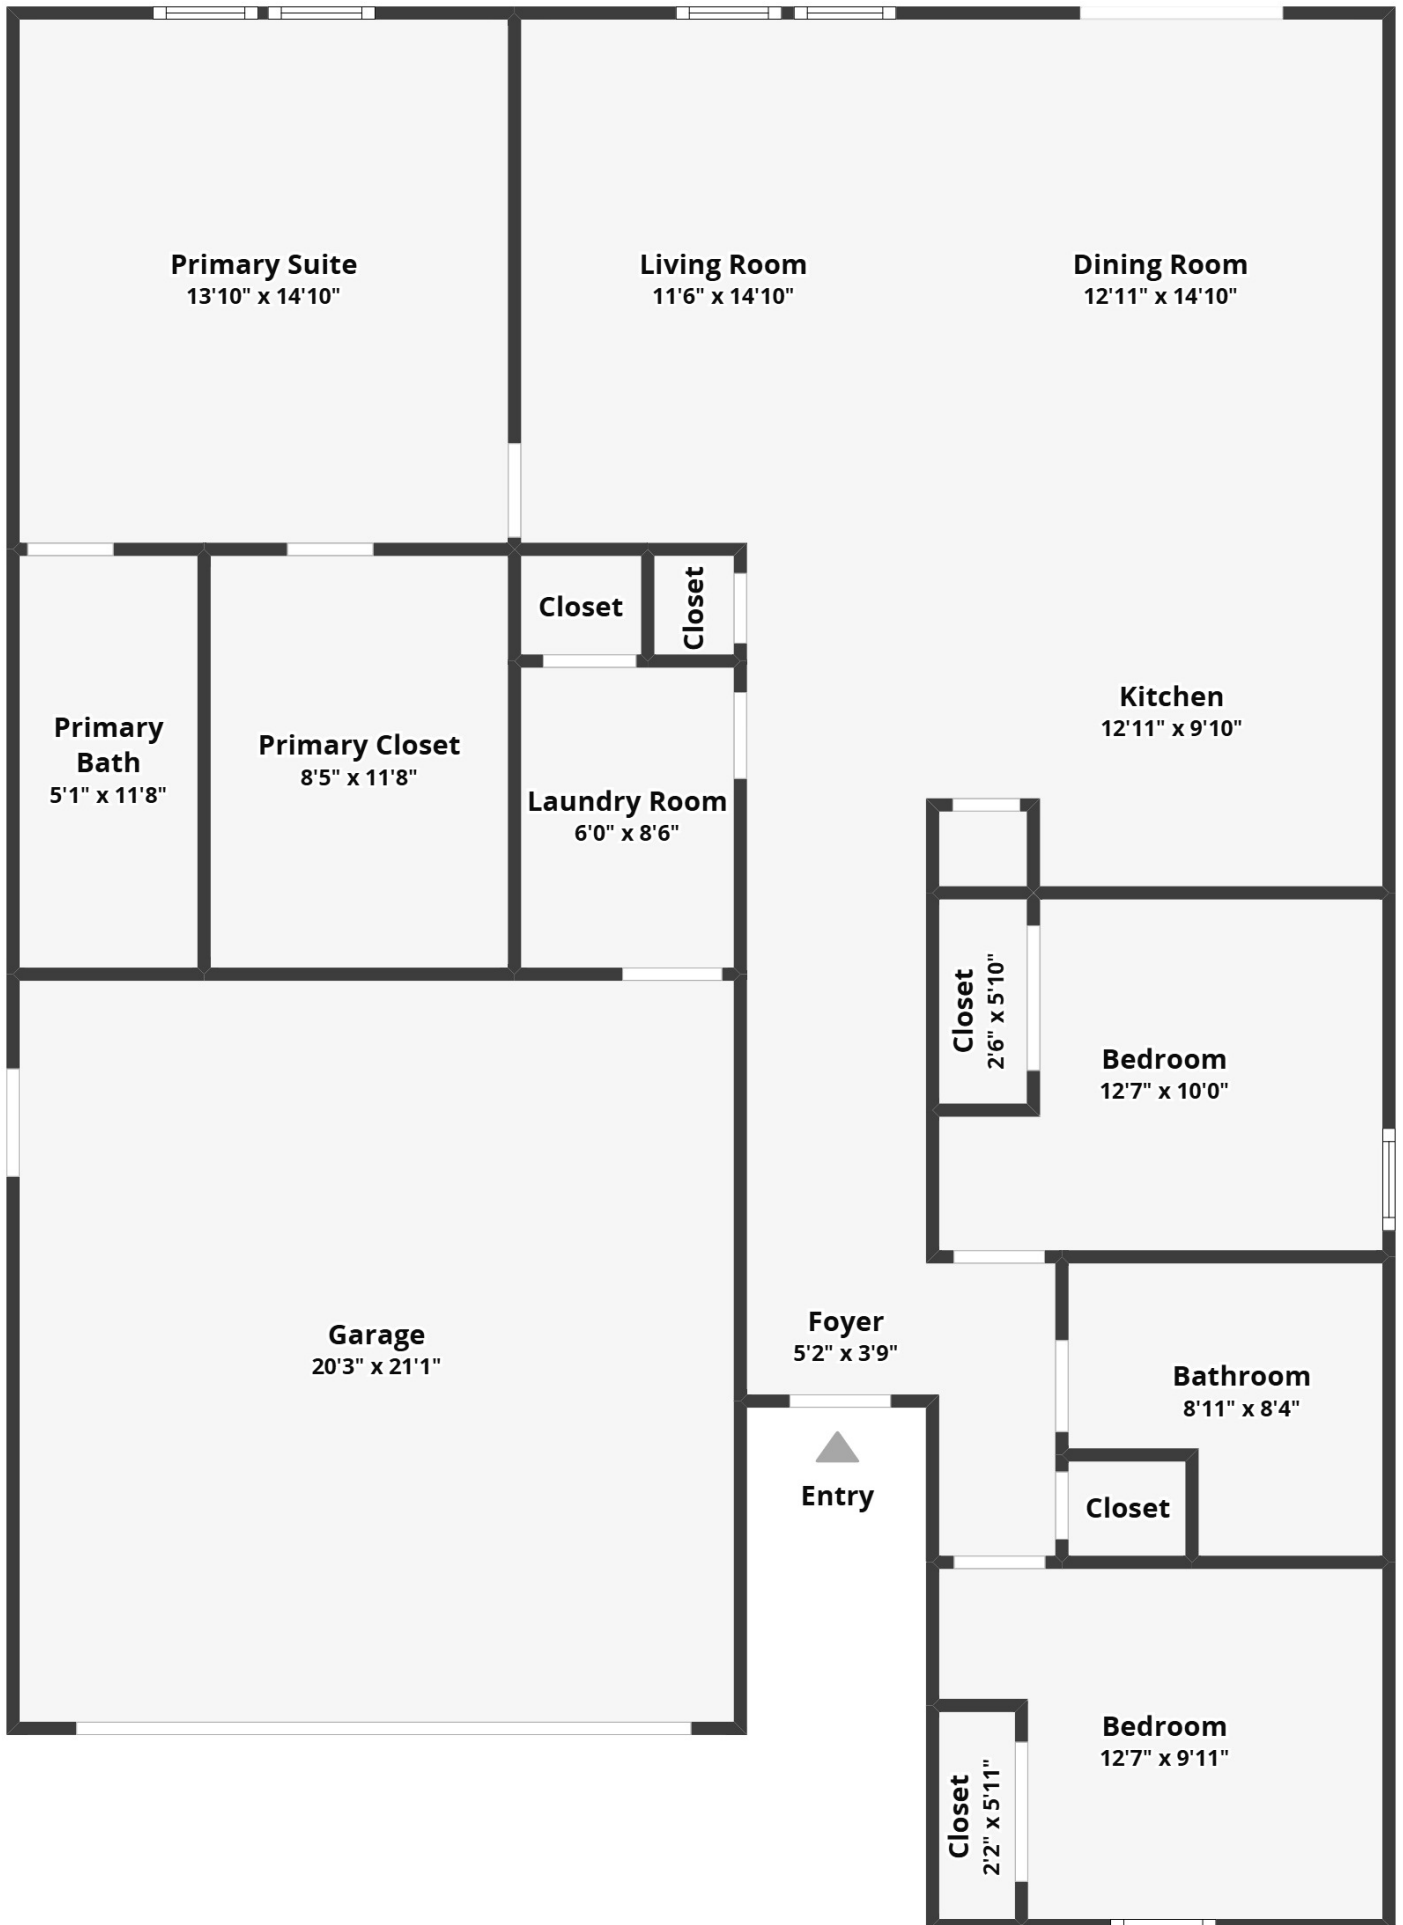 Primary Suite
13'10" x 14'10"
Living Room
11'6" x 14'10"
Dining Room
12'11" x 14'10"
Closet
Closet
Primary
Bath
5'1" x 11'8"
Primary Closet
8'5" x 11'8"
Laundry Room
6'0" x 8'6"
Kitchen
12'11" x 9'10"
Closet
2'6" x 5'10"
Bedroom
12'7" x 10'0"
Garage
20'3" x 21'1"
Foyer
5'2" x 3'9"
Bathroom
8'11" x 8'4"
Entry
Closet
Bedroom
12'7" x 9'11"
Closet
2'2" x 5'11"